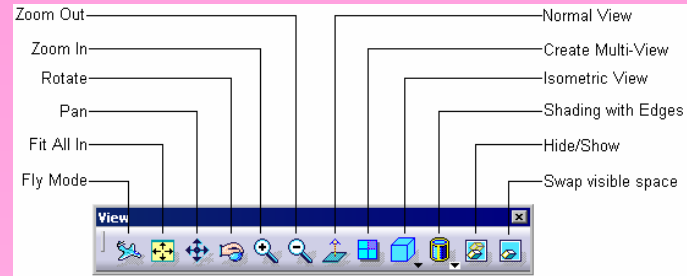 Zoom Out
Zoom In
Rotate
Pan
Fit All In
Fly Mode
Normal View
Create Multi-View
Isometric View
Shading with Edges
Hide/Show
Swap visible space
View